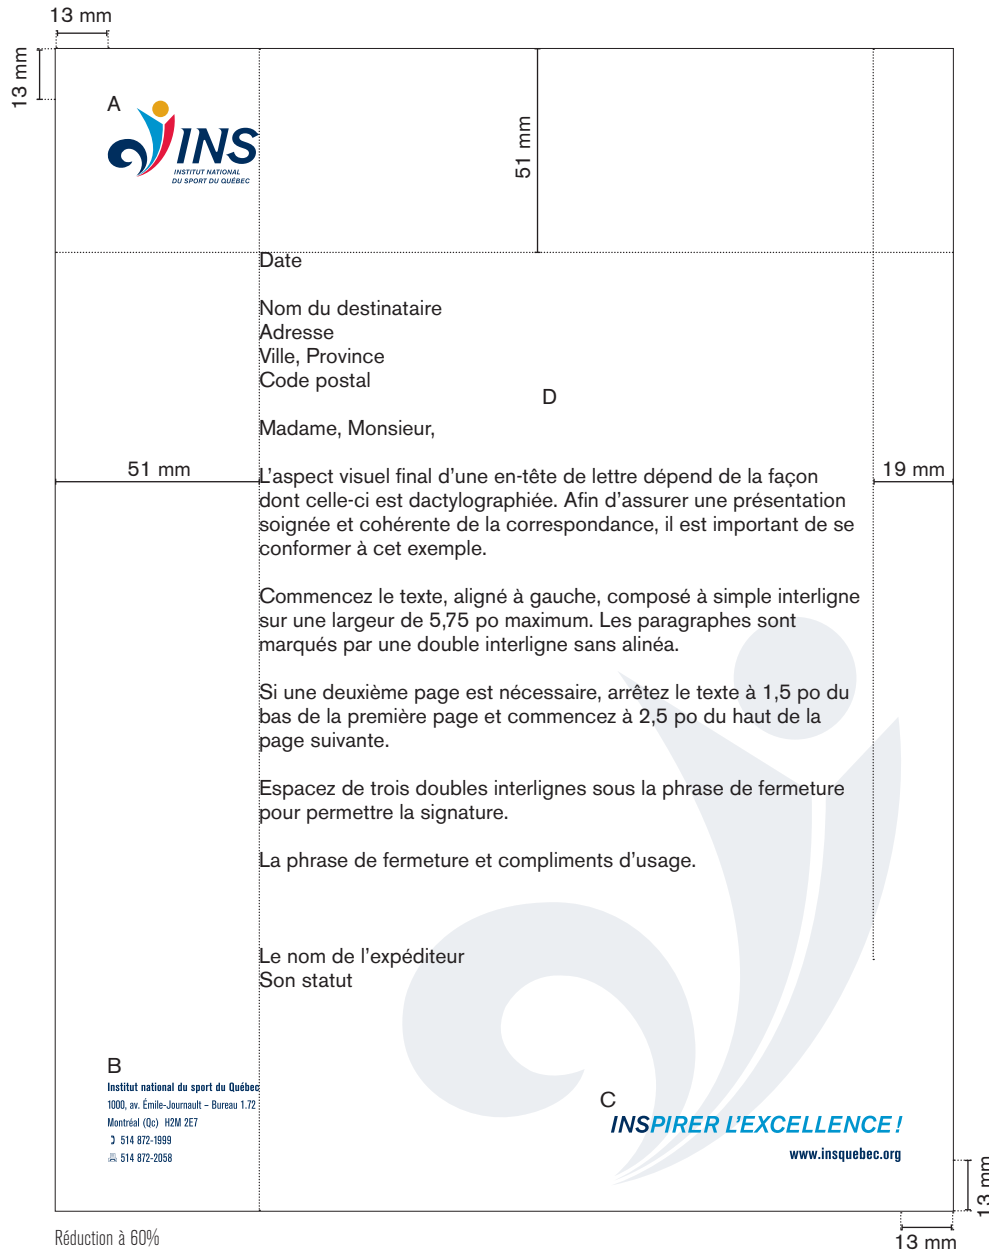 13 mm
13 mm
A
INS
INSTITUT NATIONAL
DU SPORT DU QUÉBEC
51 mm
Date
Nom du destinataire
Adresse
Ville, Province
Code postal
D
Madame, Monsieur,
51 mm
19 mm
L’aspect visuel final d’une en-tête de lettre dépend de la façon
dont celle-ci est dactylographiée. Afin d’assurer une présentation
soignée et cohérente de la correspondance, il est important de se
conformer à cet exemple.
Commencez le texte, aligné à gauche, composé à simple interligne
sur une largeur de 5,75 po maximum. Les paragraphes sont
marqués par une double interligne sans alinéa.
Si une deuxième page est nécessaire, arrêtez le texte à 1,5 po du
bas de la première page et commencez à 2,5 po du haut de la
page suivante.
Espacez de trois doubles interlignes sous la phrase de fermeture
pour permettre la signature.
La phrase de fermeture et compliments d’usage.
Le nom de l’expéditeur
Son statut
B
Institut national du sport du Québec
1000, av. Émile-Journault – Bureau 1.72
Montréal (Qc) H2M 2E7
514 872-1999
514 872-2058
C
INSPIRER L’EXCELLENCE !
www.insquebec.org
13 mm
13 mm
Réduction à 60%